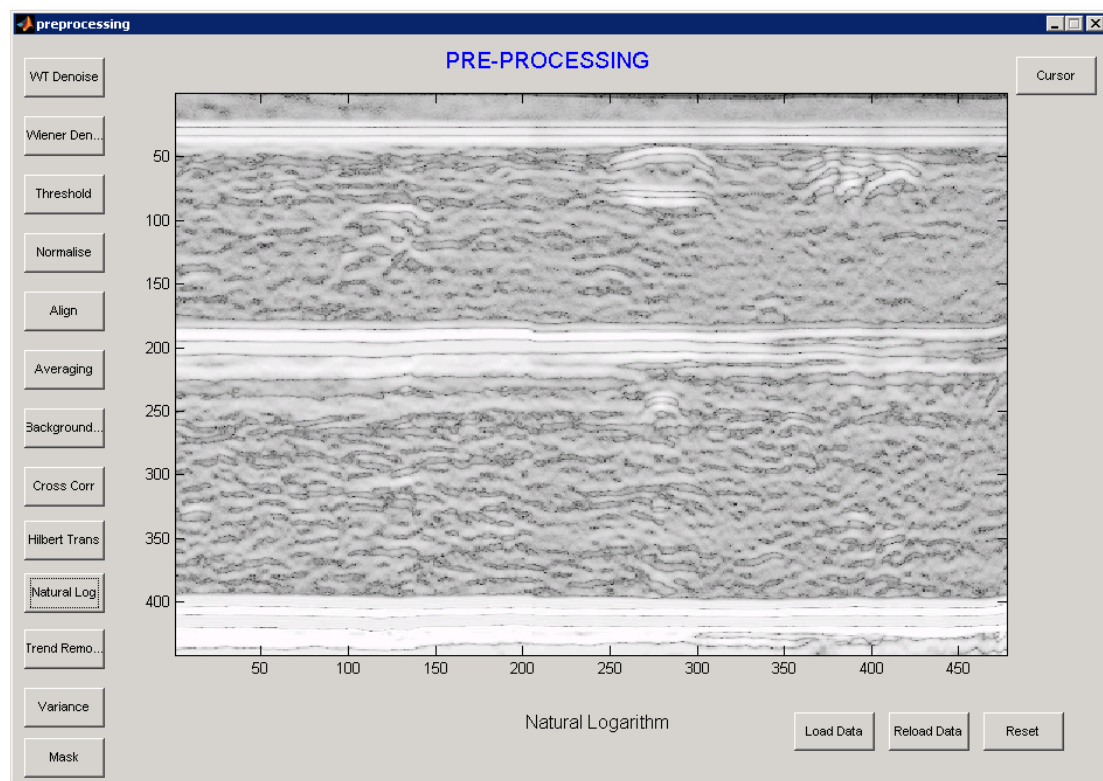 preprocessing
PRE-PROCESSING
WT Denoise
Wiener Den...
Threshold
Normalise
Align
Averaging
Background...
Cross Corr
Hilbert Trans
Natural Log
Trend Remo...
Variance
Mask
Cursor
50
100
150
200
250
300
350
400
50 100 150 200 250 300 350 400 450
Natural Logarithm
Load Data Reload Data Reset